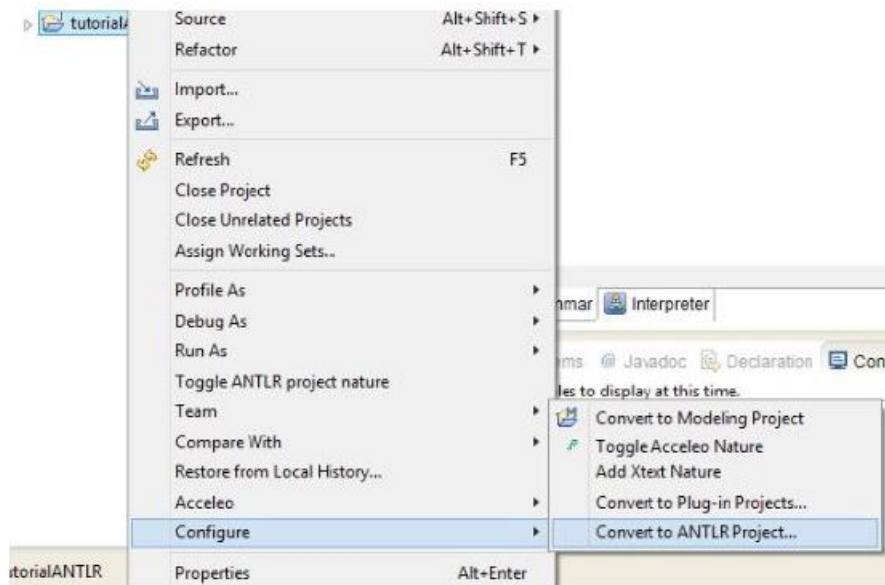 tutorial
Source Alt+Shift+S
Refactor Alt+Shift+T
Import...
Export...
Refresh F5
Close Project
Close Unrelated Projects
Assign Working Sets...
Profile As
Debug As
Run As
Toggle ANTLR project nature
Team
Compare With
Restore from Local History...
Acceleo
Configure
Properties Alt+Enter
mmar Interpreter
ms @ Javadoc Declaration Con
les to display at this time.
Convert to Modeling Project
Toggle Acceleo Nature
Add Xtext Nature
Convert to Plug-in Projects...
Convert to ANTLR Project...
torialANTLR